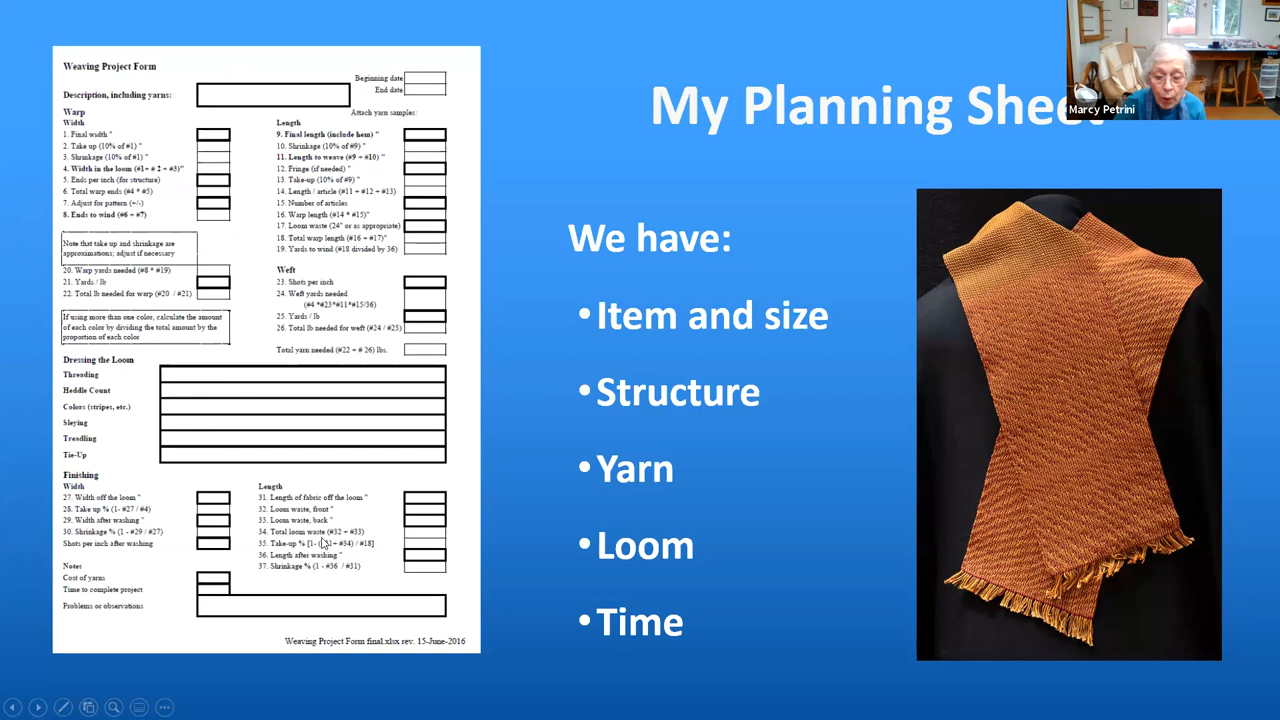 Weaving Project Form
Beginning date
End date
Description, including yarns:
Attach yarn samples:
Warp
Width
1. Final width "
2. Take up (10% of #1) "
3. Shrinkage (10% of #1) "
4. Width in the loom (#1+ # 2 + #3)"
5. Ends per inch (for structure)
6. Total warp ends (#4 * #5)
7. Adjust for pattern (+/-)
8. Ends to wind (#6 + #7)
Note that take up and shrinkage are
approximations; adjust if necessary
20. Warp yards needed (#8 * #19)
21. Yards / lb
22. Total lb needed for warp (#20 / #21)
If using more than one color, calculate the amount
of each color by dividing the total amount by the
proportion of each color
Length
9. Final length (include hem) "
10. Shrinkage (10% of #9) "
11. Length to weave (#9 + #10) "
12. Fringe (if needed) "
13. Take-up (10% of #9) "
14. Length / article (#11 + #12 + #13)
15. Number of articles
16. Warp length (#14 * #15)"
17. Loom waste (24" or as appropriate)
18. Total warp length (#16 + #17)"
19. Yards to wind (#18 divided by 36)
Weft
23. Shots per inch
24. Weft yards needed
(#4 *#23*#11*#15/36)
25. Yards / lb
26. Total lb needed for weft (#24 / #25)
Total yarn needed (#22 + # 26) lbs.
Dressing the Loom
Threading
Heddle Count
Colors (stripes, etc.)
Sleying
Treadling
Tie-Up
Finishing
Width
27. Width off the loom "
28. Take up % (1- #27 / #4)
29. Width after washing "
30. Shrinkage % (1 - #29 / #27)
Shots per inch after washing
Length
31. Length of fabric off the loom "
32. Loom waste, front "
33. Loom waste, back "
34. Total loom waste (#32 + #33)
35. Take-up % [1- ( 1+ #34) / #18]
36. Length after washing "
37. Shrinkage % (1 - #36 / #31)
Notes
Cost of yarns
Time to complete project
Problems or observations
Weaving Project Form final.xlsx rev. 15-June-2016
My Planning Sheet
We have:
• Item and size
• Structure
• Yarn
• Loom
• Time
Marcy Petrini